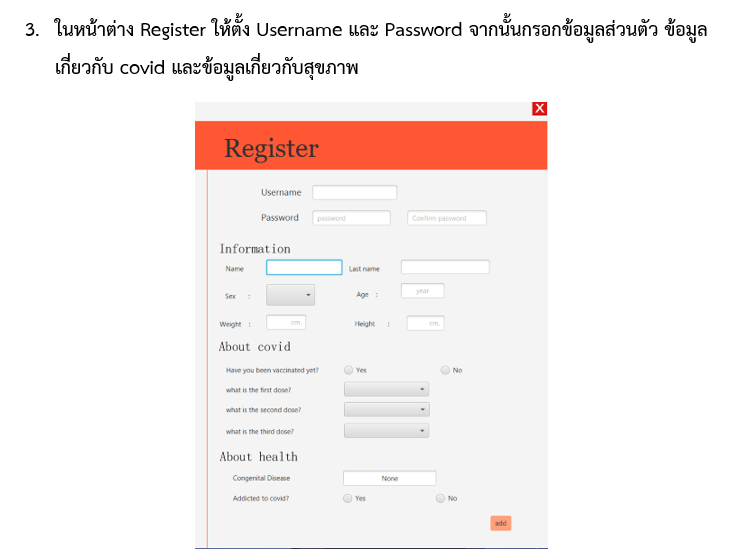 3. ในหน้าต่าง Register ให้ตั้ง Username และ Password จากนั้นกรอกข้อมูลส่วนตัว ข้อมูล
เกี่ยวกับ covid และข้อมูลเกี่ยวกับสุขภาพ
X
Register
Username
Password password Confirm password
Information
Name Last name
Sex : Age : year
Weight : cm. Height : cm.
About covid
Have you been vaccinated yet? Yes No
what is the first dose?
what is the second dose?
what is the third dose?
About health
Congenital Disease None
Addicted to covid? Yes No
add